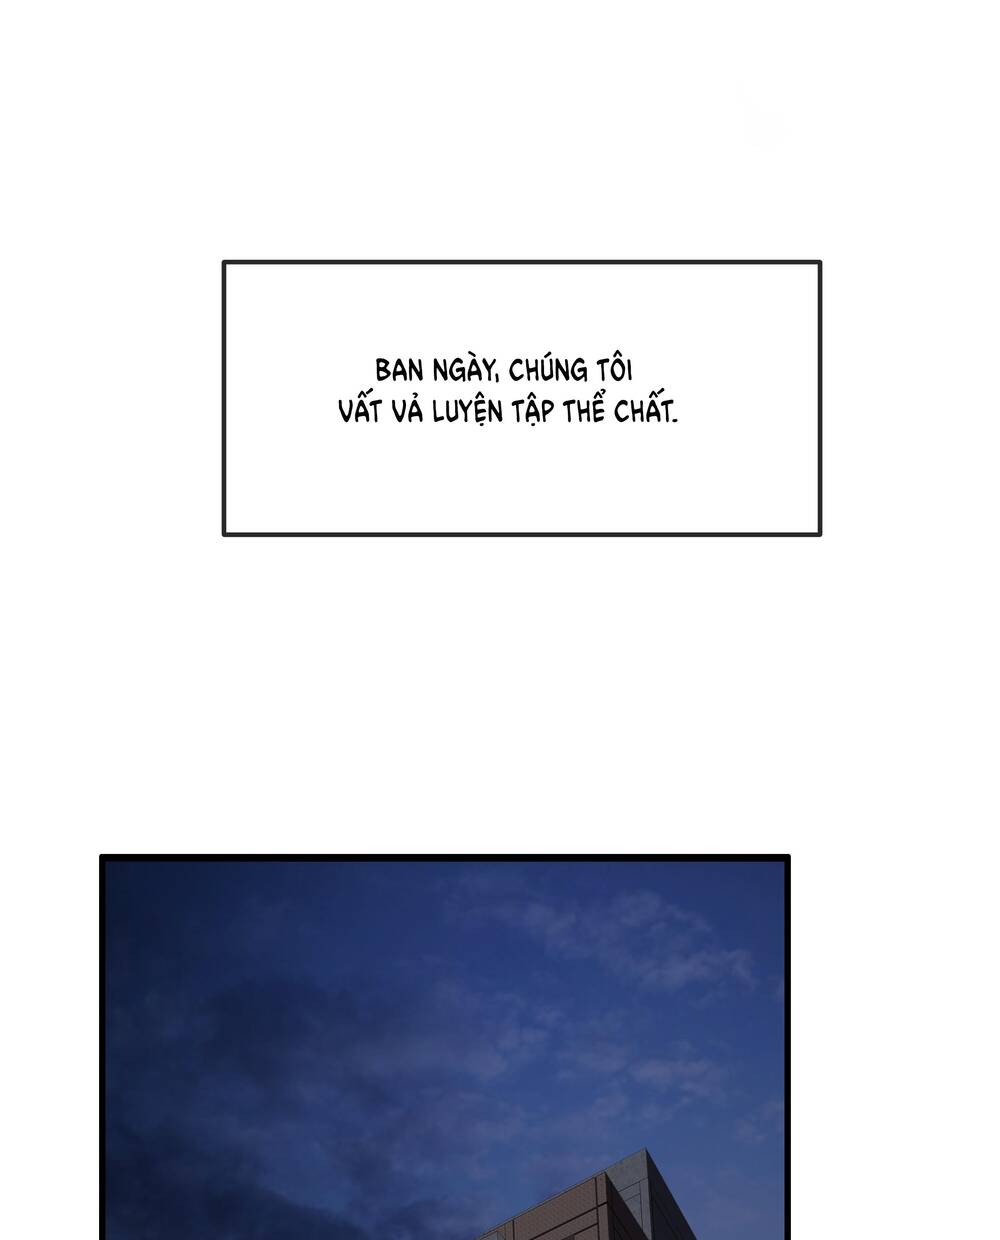 BAN NGÀY, CHÚNG TÔI
VẤT VẢ LUYỆN TẬP THỂ CHẤT.